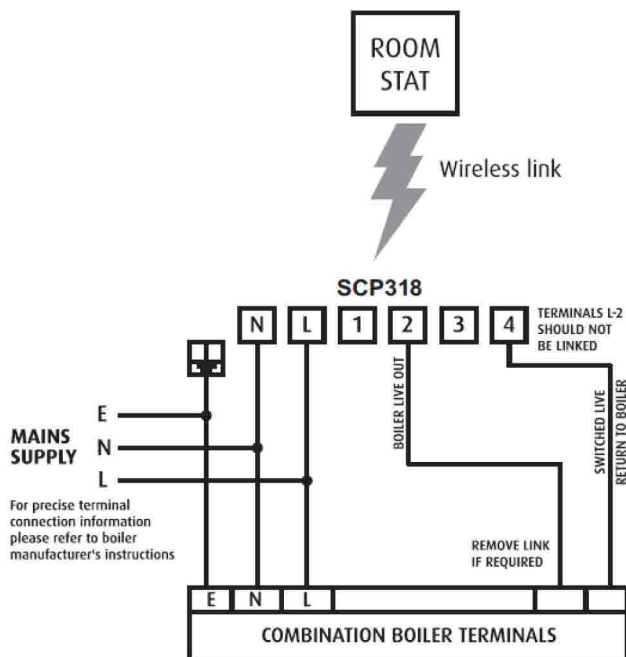 ROOM
STAT
Wireless link
SCP318
N L 1 2 3 4
TERMINALS L-2
SHOULD NOT
BE LINKED
BOILER LIVE OUT
SWITCHED LIVE
RETURN TO BOILER
MAINS
SUPPLY
E
N
L
For precise terminal
connection information
please refer to boiler
manufacturer's instructions
REMOVE LINK
IF REQUIRED
E N L
COMBINATION BOILER TERMINALS